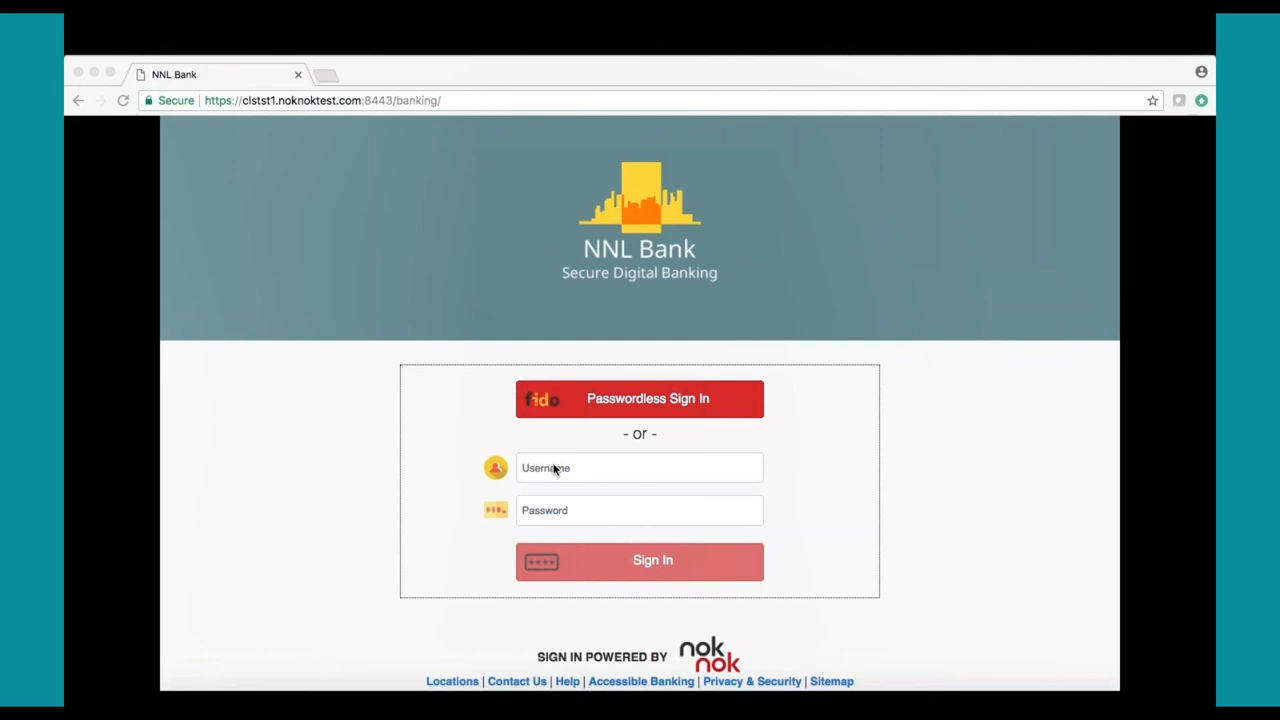 NNL Bank
Secure https://clstst1.noknoktest.com:8443/banking/
NNL Bank
Secure Digital Banking
fido Passwordless Sign In
- or -
Username
Password
Sign In
SIGN IN POWERED BY nok nok
Locations | Contact Us | Help | Accessible Banking | Privacy & Security | Sitemap